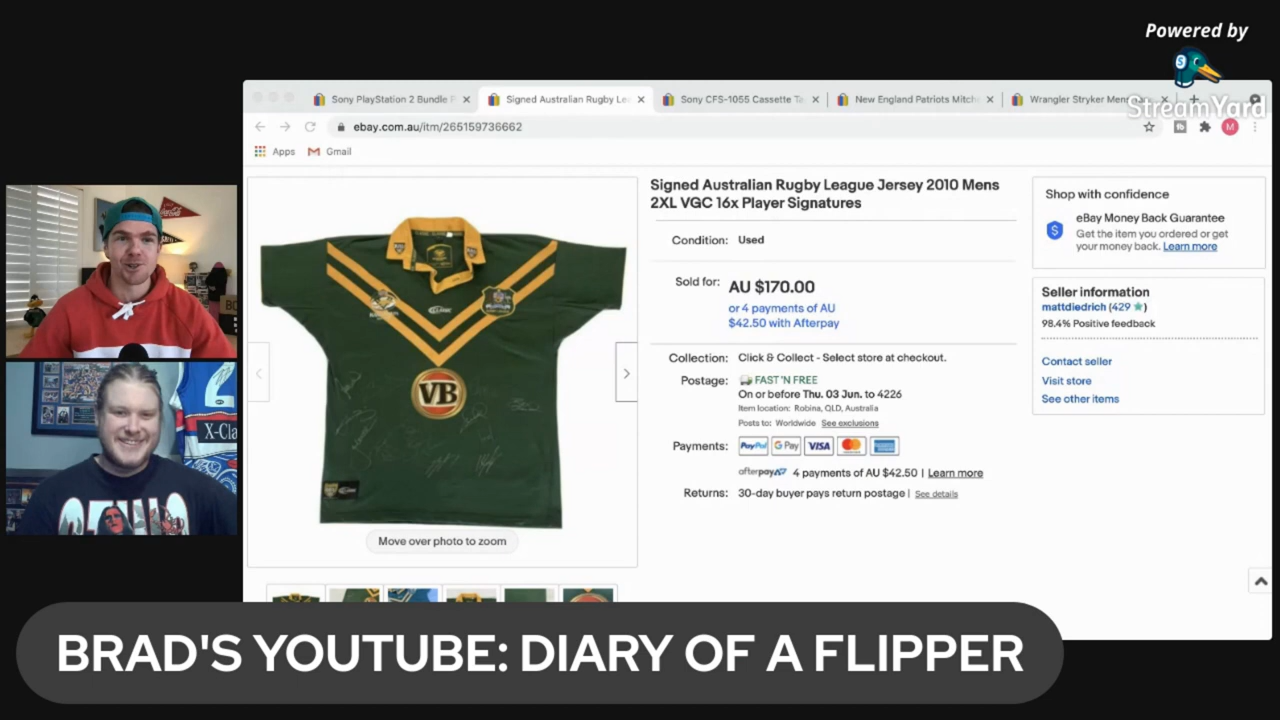 Powered by
StreamYard
Sony PlayStation 2 Bundle
Signed Australian Rugby Le
Sony CFS-1055 Cassette Ta
New England Patriots Mitch
Wrangler Stryker Mens
ebay.com.au/itm/265159736662
M
Apps
Gmail
Signed Australian Rugby League Jersey 2010 Mens
2XL VGC 16x Player Signatures
Condition: Used
Sold for: AU $170.00
or 4 payments of AU
$42.50 with Afterpay
Collection: Click & Collect - Select store at checkout.
Postage: FAST 'N FREE
On or before Thu. 03 Jun. to 4226
Item location: Robina, QLD, Australia
Posts to: Worldwide See exclusions
Payments: PayPal G Pay VISA
afterpay 4 payments of AU $42.50 | Learn more
Returns: 30-day buyer pays return postage | See details
Shop with confidence
eBay Money Back Guarantee
Get the item you ordered or get
your money back. Learn more
Seller information
mattdiedrich (429 ★)
98.4% Positive feedback
Contact seller
Visit store
See other items
VB
Move over photo to zoom
X-Cla
BRAD'S YOUTUBE: DIARY OF A FLIPPER